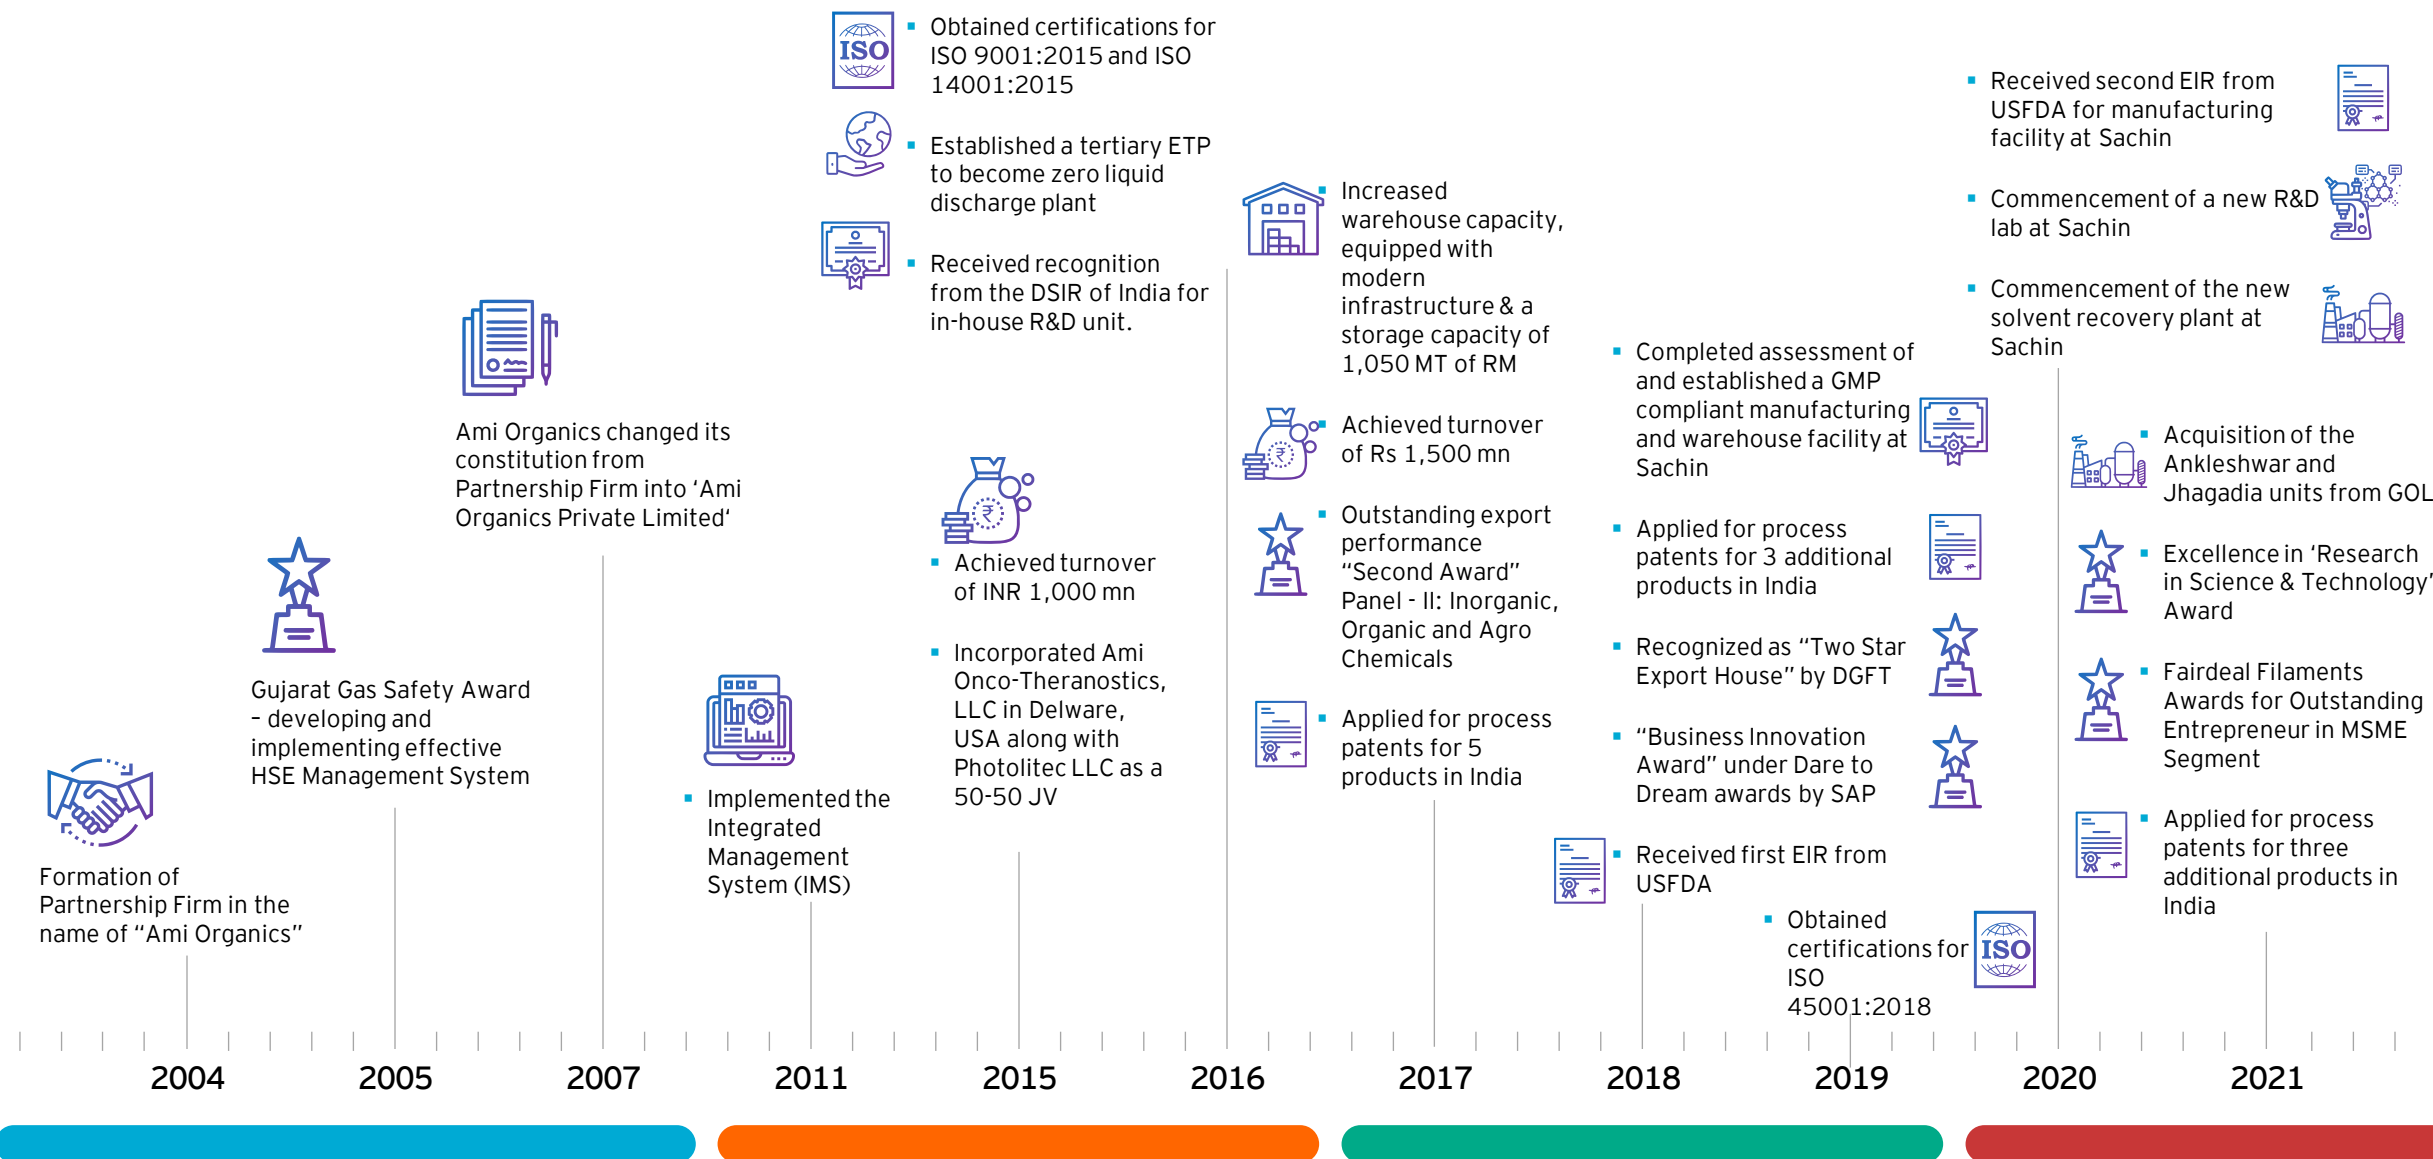 Formation of
Partnership Firm in the
name of “Ami Organics”
Gujarat Gas Safety Award
– developing and
implementing effective
HSE Management System
Ami Organics changed its
constitution from
Partnership Firm into ‘Ami
Organics Private Limited‘
Implemented the
Integrated
Management
System (IMS)
Achieved turnover
of INR 1,000 mn
Incorporated Ami
Onco-Theranostics,
LLC in Delware,
USA along with
Photolitec LLC as a
50-50 JV
ISO
Obtained certifications for
ISO 9001:2015 and ISO
14001:2015
Established a tertiary ETP
to become zero liquid
discharge plant
Received recognition
from the DSIR of India for
in-house R&D unit.
Increased
warehouse capacity,
equipped with
modern
infrastructure & a
storage capacity of
1,050 MT of RM
Achieved turnover
of Rs 1,500 mn
Outstanding export
performance
“Second Award”
Panel - II: Inorganic,
Organic and Agro
Chemicals
Applied for process
patents for 5
products in India
Completed assessment of
and established a GMP
compliant manufacturing
and warehouse facility at
Sachin
Applied for process
patents for 3 additional
products in India
Recognized as “Two Star
Export House” by DGFT
“Business Innovation
Award” under Dare to
Dream awards by SAP
Received first EIR from
USFDA
Obtained
certifications for
ISO
45001:2018
ISO
Received second EIR from
USFDA for manufacturing
facility at Sachin
Commencement of a new R&D
lab at Sachin
Commencement of the new
solvent recovery plant at
Sachin
Acquisition of the
Ankleshwar and
Jhagadia units from GOL
Excellence in ‘Research
in Science & Technology’
Award
Fairdeal Filaments
Awards for Outstanding
Entrepreneur in MSME
Segment
Applied for process
patents for three
additional products in
India
2004
2005
2007
2011
2015
2016
2017
2018
2019
2020
2021